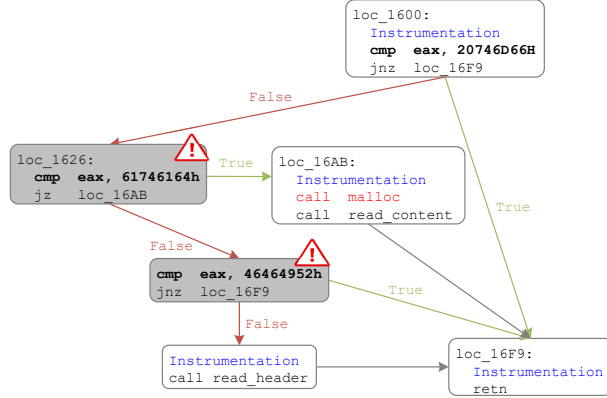 loc_1600:
Instrumentation
cmp eax, 20746D66H
jnz loc_16F9
False
loc_1626:
cmp eax, 61746164h
jz loc_16AB
True
loc_16AB:
Instrumentation
call malloc
call read_content
True
False
cmp eax, 46464952h
jnz loc_16F9
True
False
Instrumentation
call read_header
loc_16F9:
Instrumentation
retn